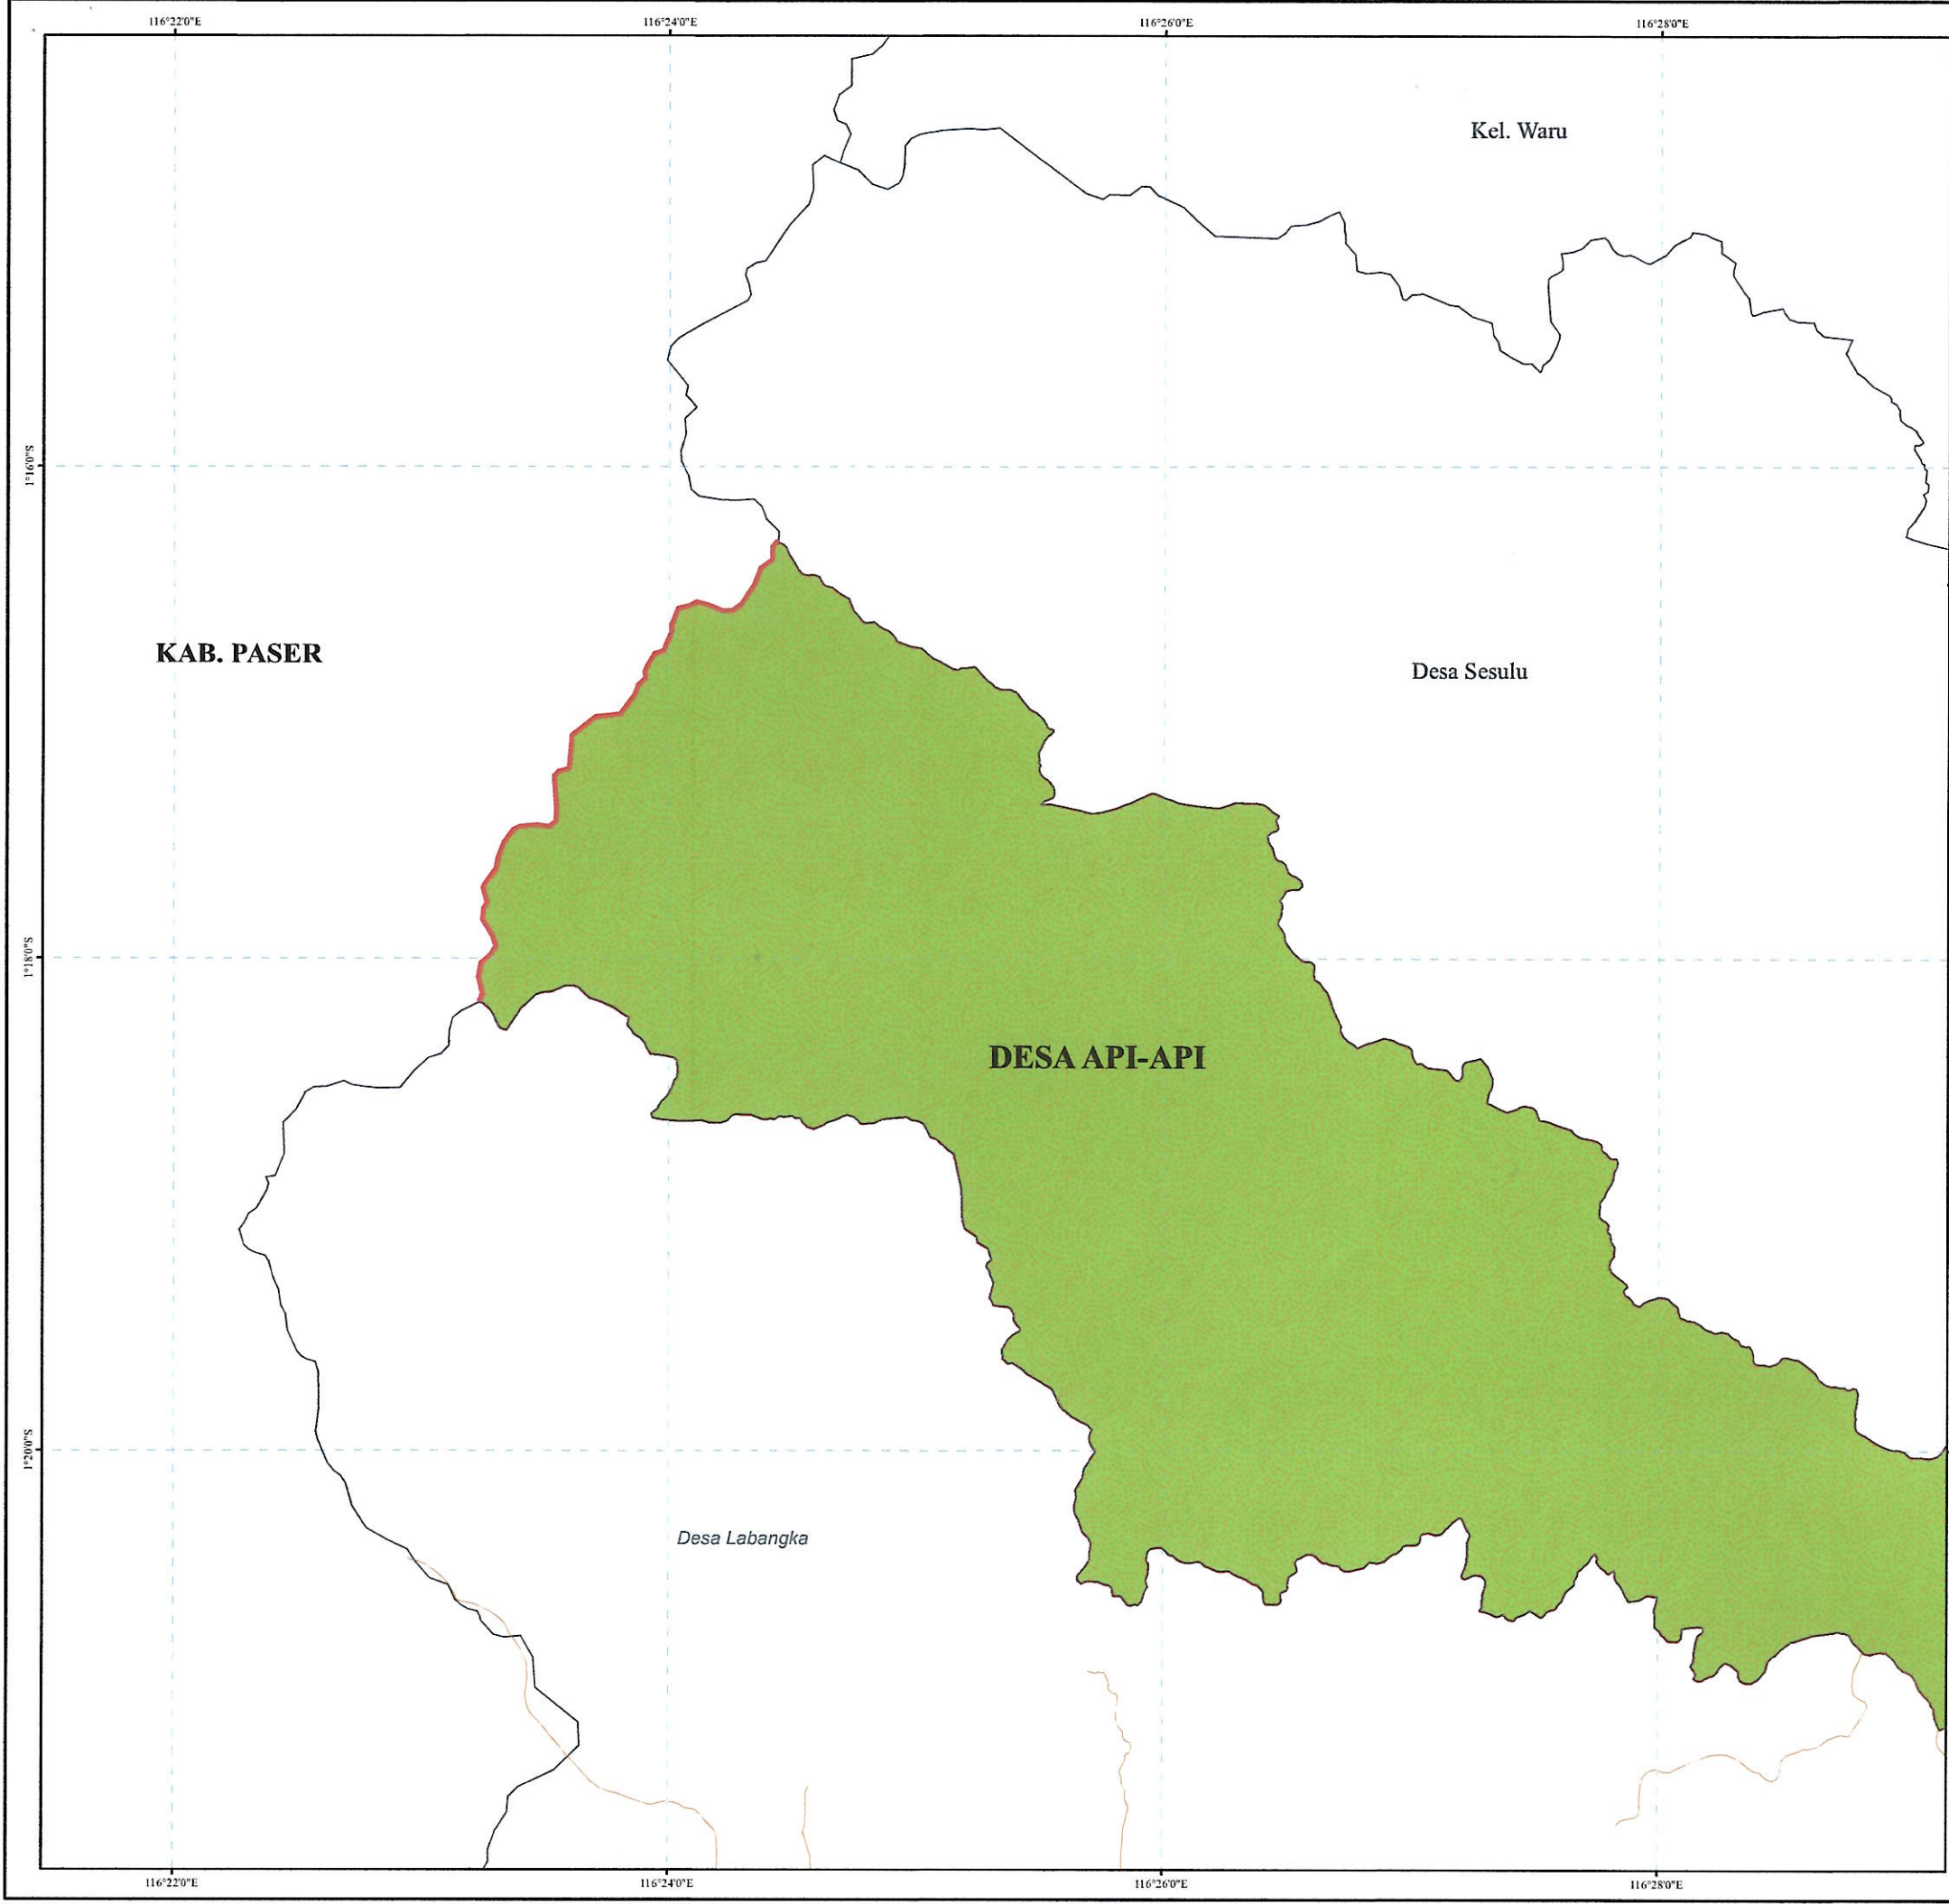 116°22'0"E 116°24'0"E 116°26'0"E 116°28'0"E
Kel. Waru
1°16'0"S
KAB. PASER
Desa Sesulu
1°18'0"S
DESA API-API
1°20'0"S
Desa Labangka
116°22'0"E 116°24'0"E 116°26'0"E 116°28'0"E